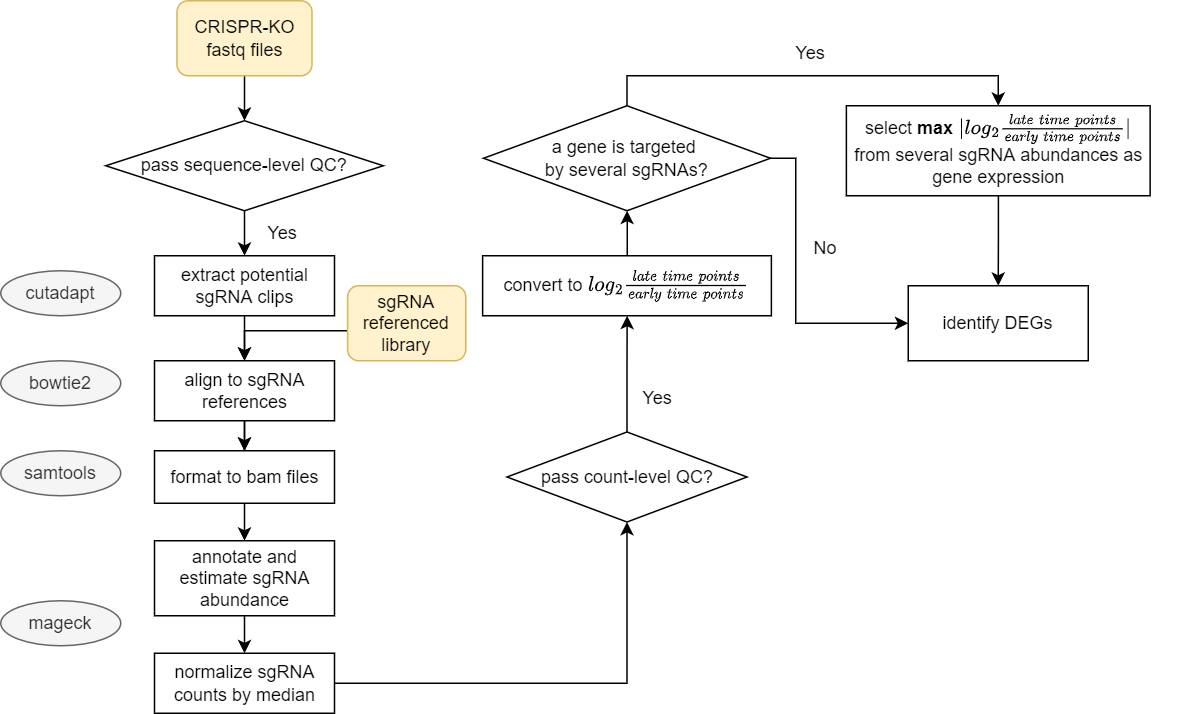 CRISPR-KO
fastq files
pass sequence-level QC?
Yes
cutadapt
extract potential
sgRNA clips
sgRNA
referenced
library
bowtie2
align to sgRNA
references
samtools
format to bam files
annotate and
estimate sgRNA
abundance
mageck
normalize sgRNA
counts by median
pass count-level QC?
Yes
convert to log₂ late time points / early time points
a gene is targeted
by several sgRNAs?
Yes
No
select max |log₂ late time points / early time points|
from several sgRNA abundances as
gene expression
identify DEGs